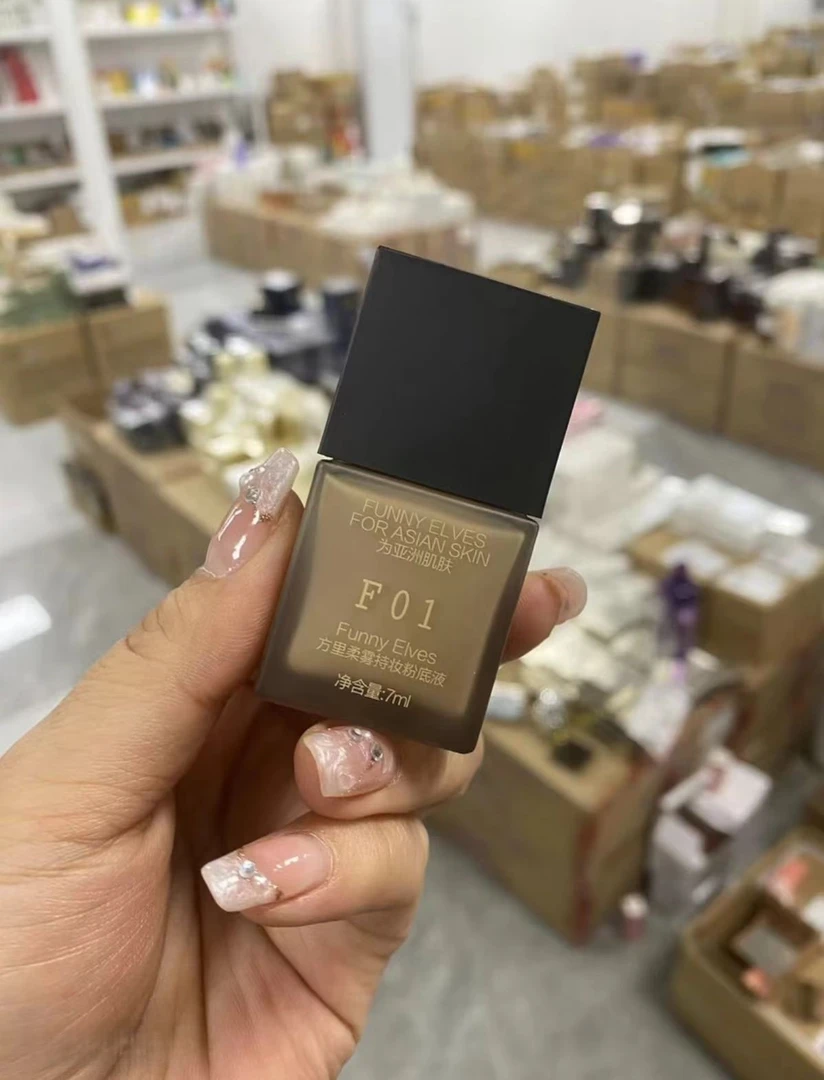 FUNNY ELVES
FOR ASIAN SKIN
为亚洲肌肤
F01
Funny Elves
方里柔雾持妆粉底液
净含量:7ml